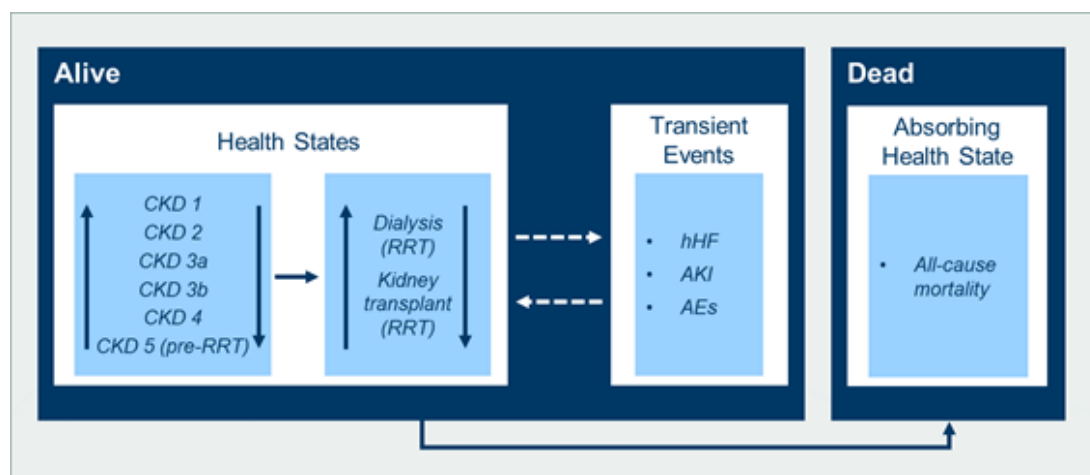 Alive
Health States
CKD 1
CKD 2
CKD 3a
CKD 3b
CKD 4
CKD 5 (pre-RRT)
Dialysis
(RRT)
Kidney
transplant
(RRT)
Transient
Events
• hHF
• AKI
• AEs
Dead
Absorbing
Health State
• All-cause
mortality